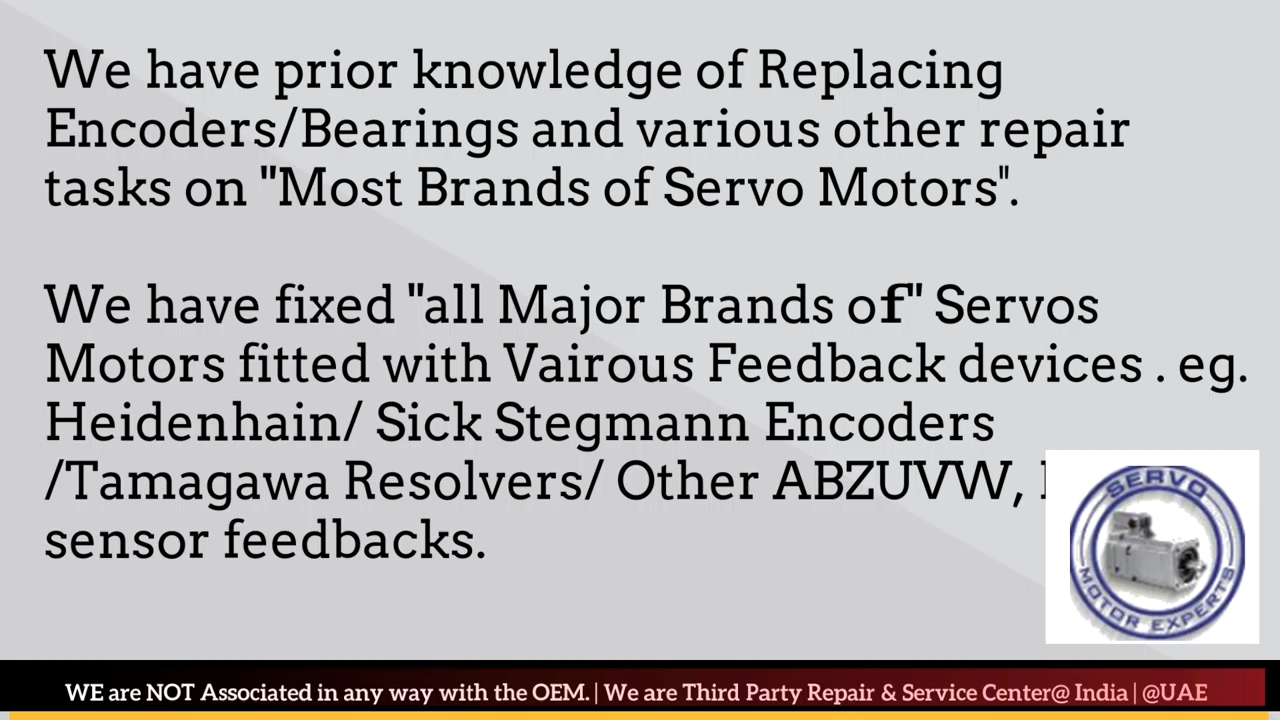 We have prior knowledge of Replacing
Encoders/Bearings and various other repair
tasks on "Most Brands of Servo Motors".
We have fixed "all Major Brands of" Servos
Motors fitted with Vairous Feedback devices . eg.
Heidenhain/ Sick Stegmann Encoders
/Tamagawa Resolvers/ Other ABZUVW,
sensor feedbacks.
SERVO
MOTOR EXPERTS
WE are NOT Associated in any way with the OEM. | We are Third Party Repair & Service Center@ India | @UAE